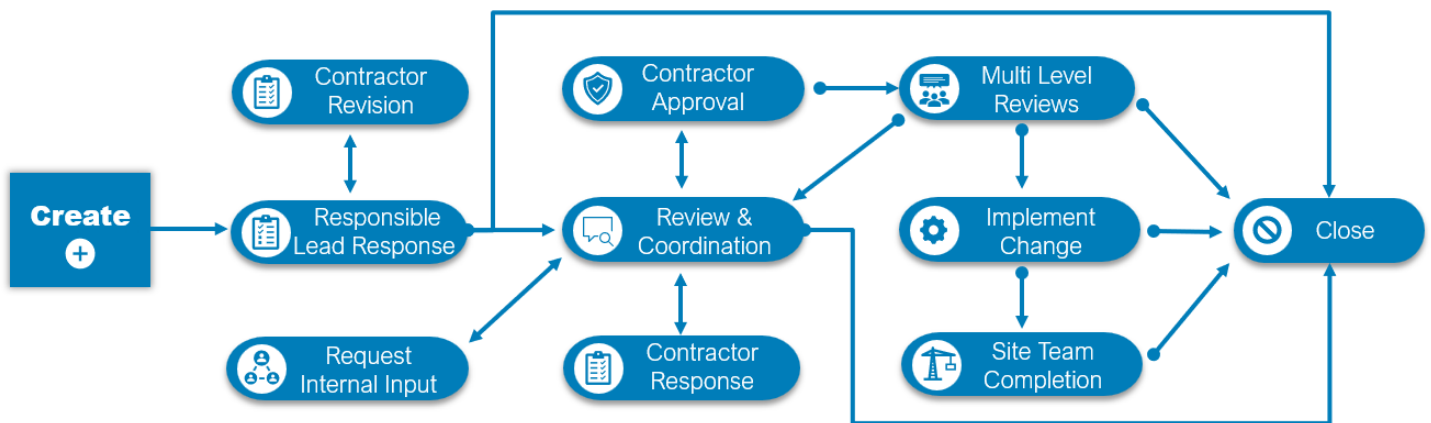 Create
Contractor
Revision
Responsible
Lead Response
Request
Internal Input
Contractor
Approval
Review &
Coordination
Contractor
Response
Multi Level
Reviews
Implement
Change
Site Team
Completion
Close